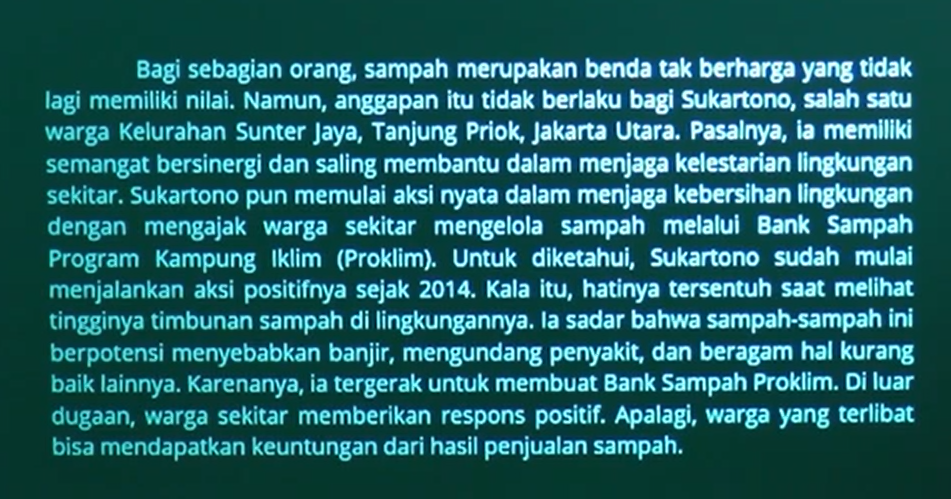 Bagi sebagian orang, sampah merupakan benda tak berharga yang tidak
lagi memiliki nilai. Namun, anggapan itu tidak berlaku bagi Sukartono, salah satu
warga Kelurahan Sunter Jaya, Tanjung Priok, Jakarta Utara. Pasalnya, ia memiliki
semangat bersinergi dan saling membantu dalam menjaga kelestarian lingkungan
sekitar. Sukartono pun memulai aksi nyata dalam menjaga kebersihan lingkungan
dengan mengajak warga sekitar mengelola sampah melalui Bank Sampah
Program Kampung Iklim (Proklim). Untuk diketahui, Sukartono sudah mulai
menjalankan aksi positifnya sejak 2014. Kala itu, hatinya tersentuh saat melihat
tingginya timbunan sampah di lingkungannya. Ia sadar bahwa sampah-sampah ini
berpotensi menyebabkan banjir, mengundang penyakit, dan beragam hal kurang
baik lainnya. Karenanya, ia tergerak untuk membuat Bank Sampah Proklim. Di luar
dugaan, warga sekitar memberikan respons positif. Apalagi, warga yang terlibat
bisa mendapatkan keuntungan dari hasil penjualan sampah.